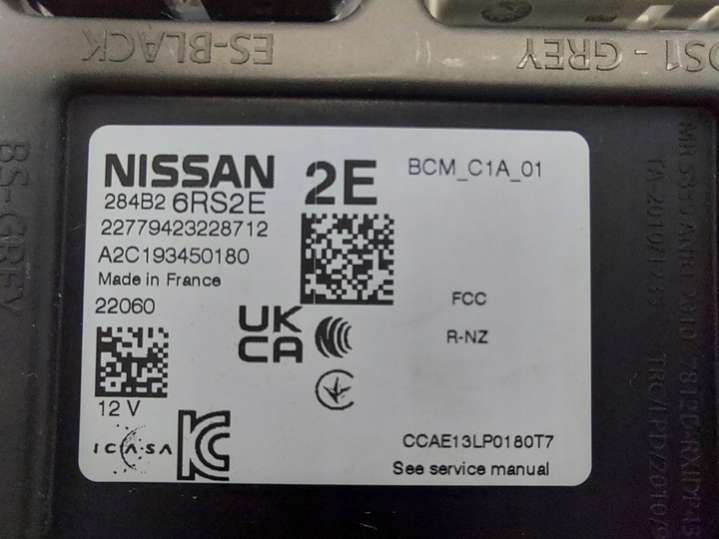 ES-BLACK
OS1 - GREY
BS-GREY
NISSAN
284B2 6RS2E
2E
BCM_C1A_01
22779423228712
A2C193450180
Made in France
22060
FCC
R-NZ
UK
CA
12 V
ICASA
CCAE13LP0180T7
See service manual